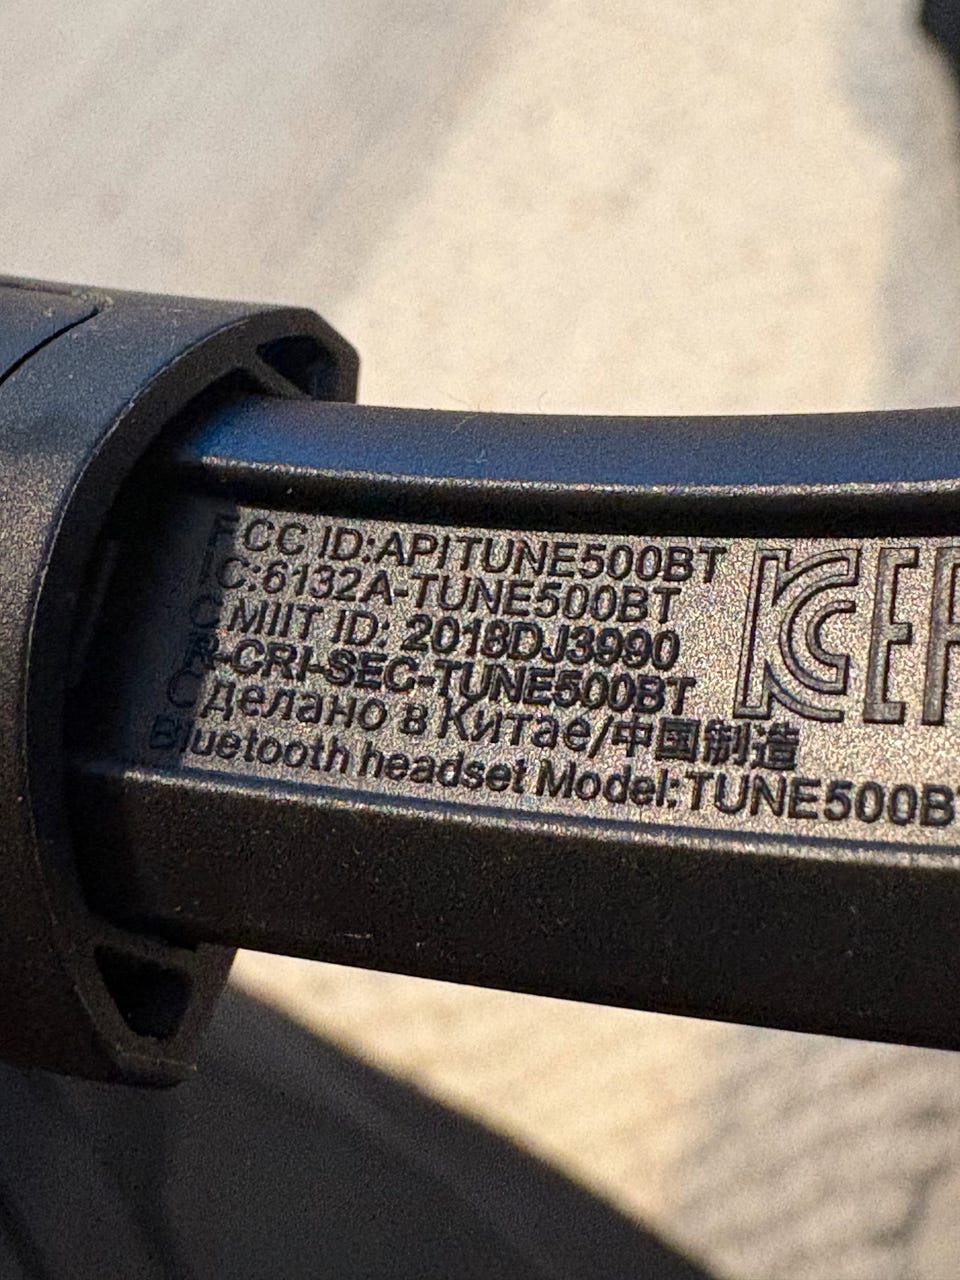 FCC ID:APITUNE500BT
IC:6132A-TUNE500BT
CMIIT ID: 2018DJ3990
R-CRI-SEC-TUNE500BT
Сделано в Китае/中国制造
Bluetooth headset Model:TUNE500BT